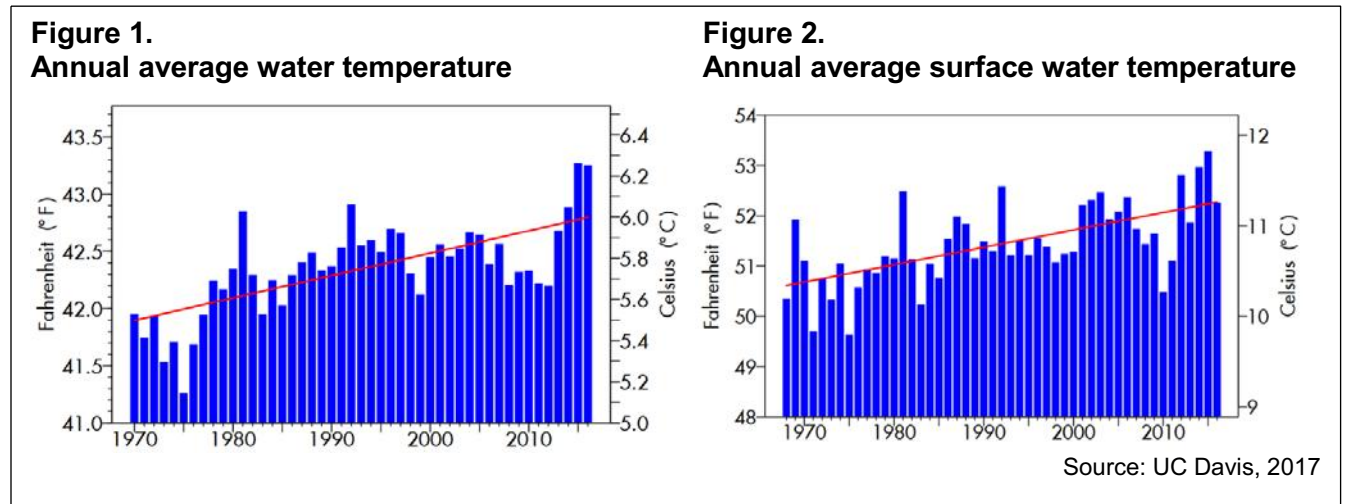 Figure 1.
Annual average water temperature
Figure 2.
Annual average surface water temperature
43.5
43.0
42.5
42.0
41.5
41.0
Fahrenheit (°F)
6.4
6.2
6.0
5.8
5.6
5.4
5.2
5.0
Celsius (°C)
1970 1980 1990 2000 2010
54
53
52
51
50
49
48
Fahrenheit (°F)
12
11
10
9
Celsius (°C)
1970 1980 1990 2000 2010
Source: UC Davis, 2017